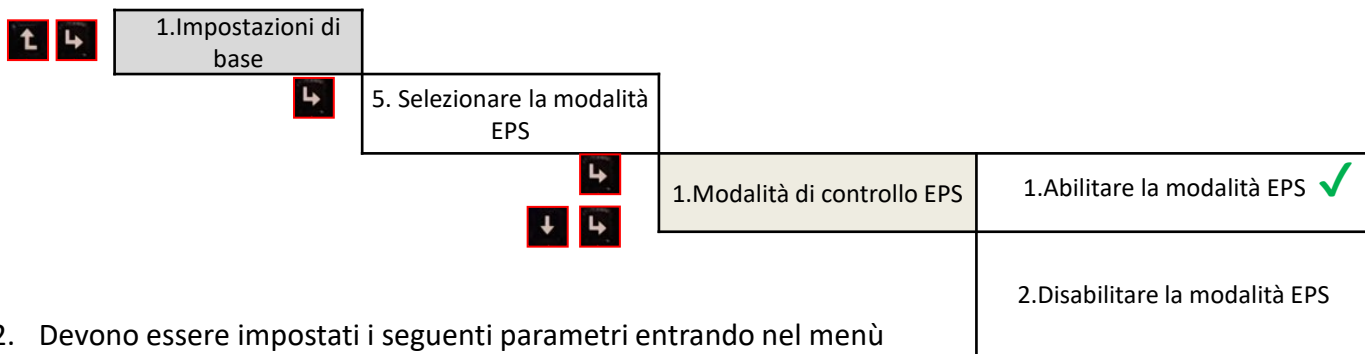 1.Impostazioni di
base
5. Selezionare la modalità
EPS
1.Modalità di controllo EPS
1.Abilitare la modalità EPS
2.Disabilitare la modalità EPS
2. Devono essere impostati i seguenti parametri entrando nel menù